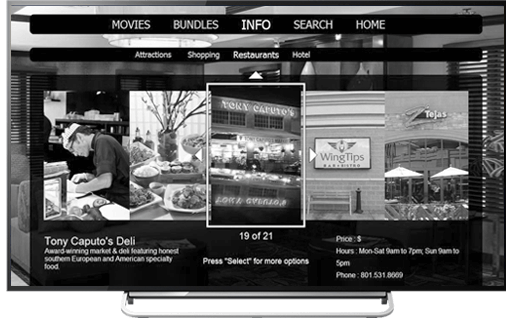 MOVIES BUNDLES INFO SEARCH HOME
Attractions Shopping Restaurants Hotel
TONY CAPUTO'S
WingTips
BAR • BISTRO
Tejas
19 of 21
Press "Select" for more options
Tony Caputo's Deli
Award-winning market & deli featuring honest
southern European and American specialty
food.
Price : $
Hours : Mon-Sat 9am to 7pm; Sun 9am to
5pm
Phone : 801.531.8669